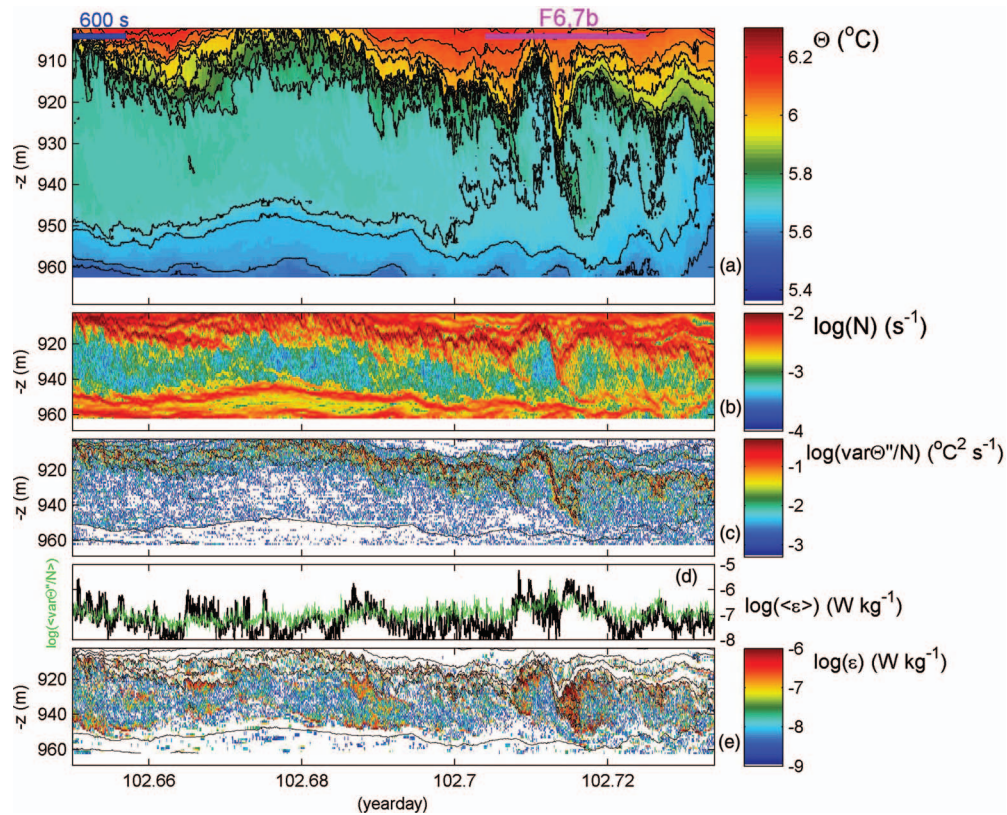 600 s
F6,7b
Θ (°C)
910
920
930
940
950
960
-z (m)
(a)
6.2
6
5.8
5.6
5.4
log(N) (s⁻¹)
920
940
960
-z (m)
(b)
-2
-3
-4
log(varΘ"/N) (°C² s⁻¹)
920
940
960
-z (m)
(c)
-1
-2
-3
log(<varΘ"/N>)
(d)
-5
-6
-7
-8
log(<ε>) (W kg⁻¹)
log(ε) (W kg⁻¹)
920
940
960
-z (m)
(e)
-6
-7
-8
-9
102.66 102.68 102.7 102.72
(yearday)